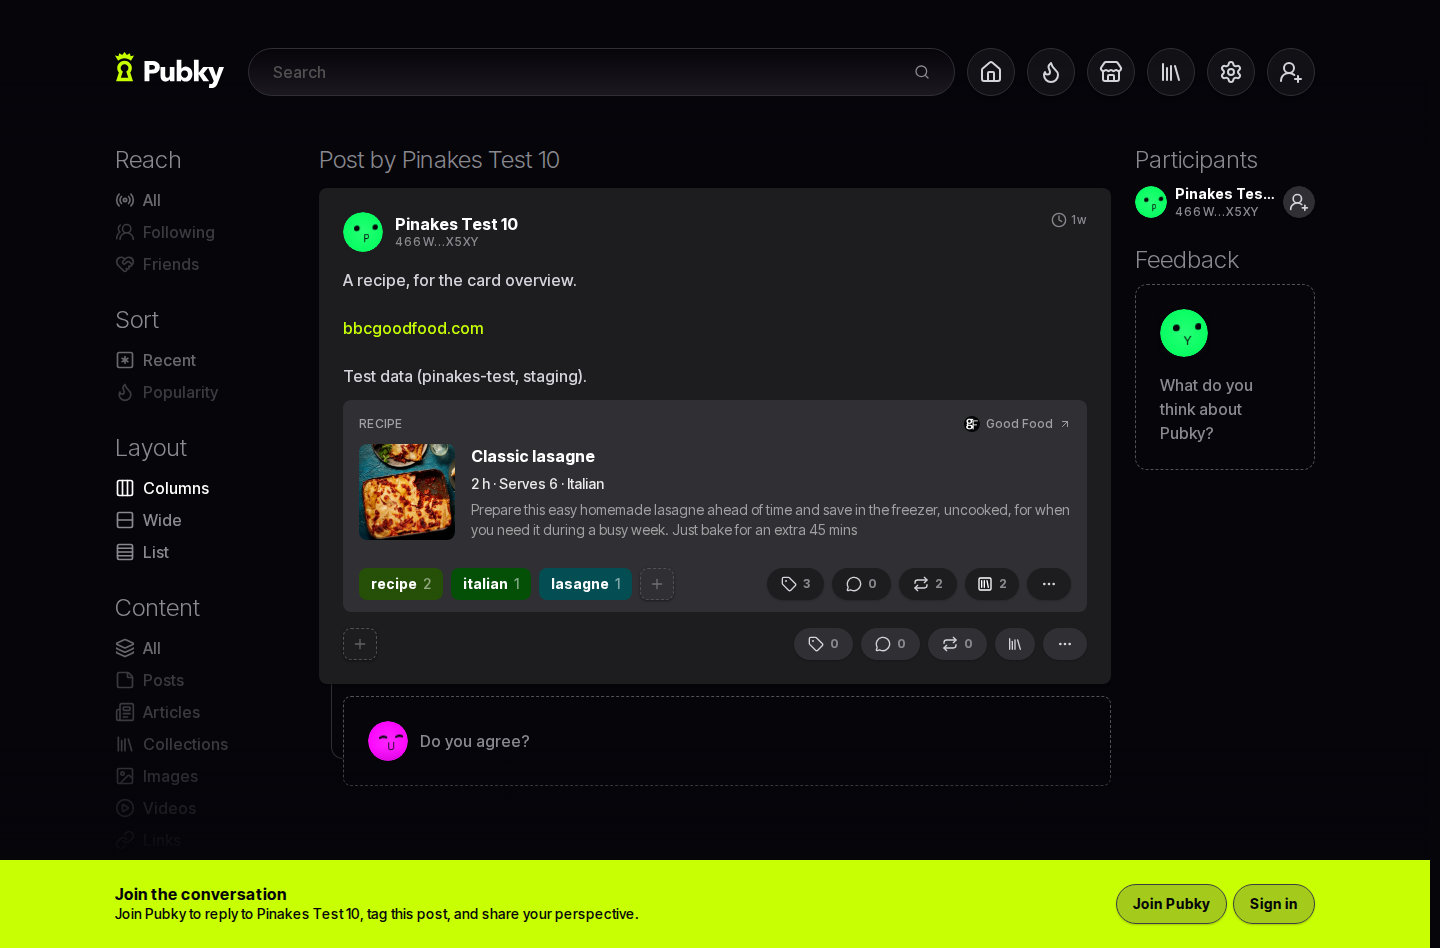 Pubky
Search
Reach
All
Following
Friends
Sort
Recent
Popularity
Layout
Columns
Wide
List
Content
All
Posts
Articles
Collections
Images
Videos
Links
Post by Pinakes Test 10
P
Pinakes Test 10
466W...X5XY
1w
A recipe, for the card overview.
bbcgoodfood.com
Test data (pinakes-test, staging).
RECIPE
gF Good Food
Classic lasagne
2 h · Serves 6 · Italian
Prepare this easy homemade lasagne ahead of time and save in the freezer, uncooked, for when
you need it during a busy week. Just bake for an extra 45 mins
recipe 2 italian 1 lasagne 1 3 0 2 2
0 0 0
U
Do you agree?
Participants
P
Pinakes Tes...
466W...X5XY
Feedback
Y
What do you
think about
Pubky?
Join the conversation
Join Pubky to reply to Pinakes Test 10, tag this post, and share your perspective.
Join Pubky Sign in